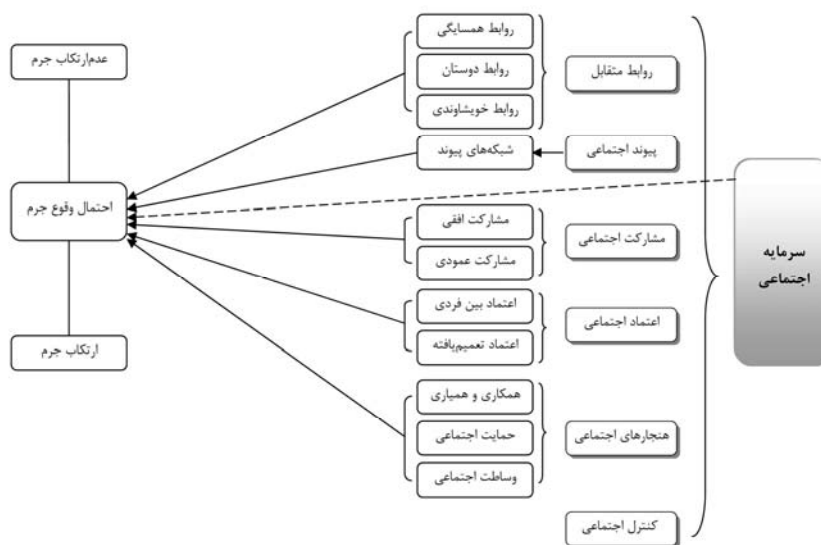 سرمایه
اجتماعی
روابط متقابل
پیوند اجتماعی
مشارکت اجتماعی
اعتماد اجتماعی
هنجارهای اجتماعی
کنترل اجتماعی
روابط همسایگی
روابط دوستان
روابط خویشاوندی
شبکه‌های پیوند
مشارکت افقی
مشارکت عمودی
اعتماد بین فردی
اعتماد تعمیم‌یافته
همکاری و همیاری
حمایت اجتماعی
وساطت اجتماعی
عدم‌ارتکاب جرم
احتمال وقوع جرم
ارتکاب جرم